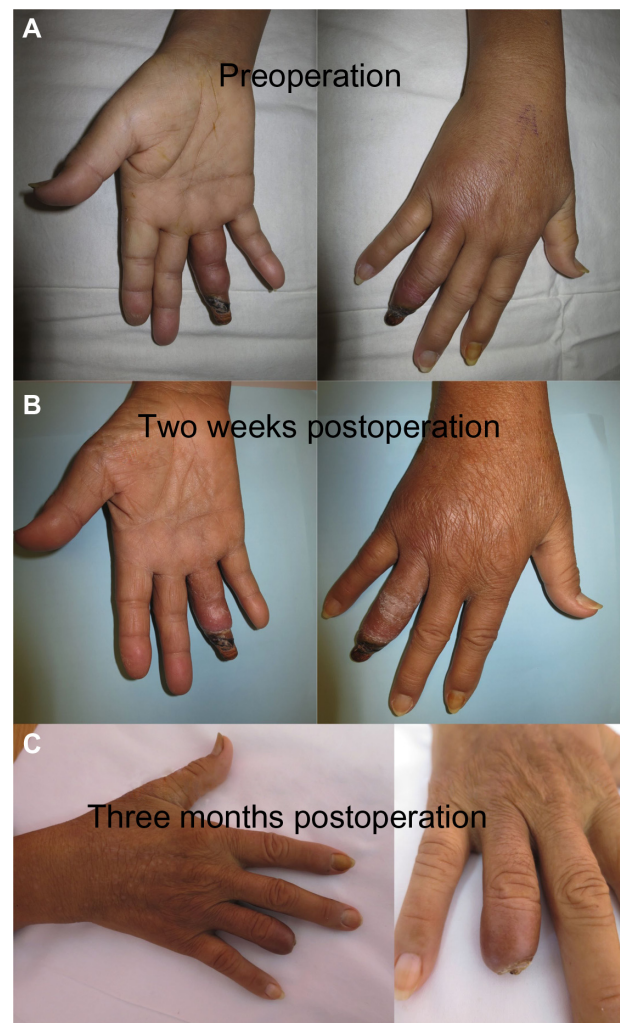 A
Preoperation
B
Two weeks postoperation
C
Three months postoperation